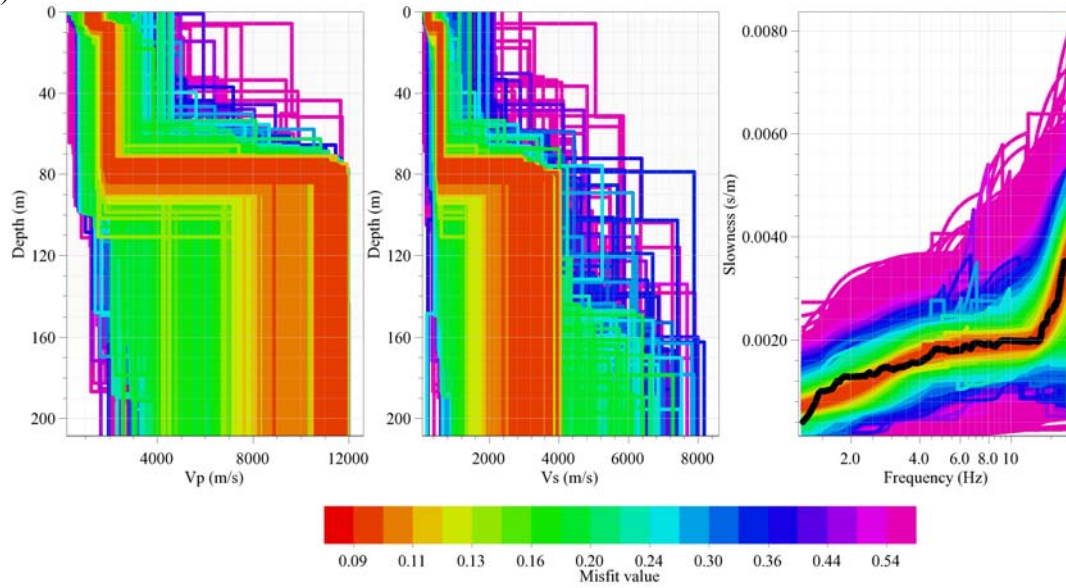 )
0 40 80 120 160 200
Depth (m)
4000 8000 12000
Vp (m/s)
0 40 80 120 160 200
Depth (m)
2000 4000 6000 8000
Vs (m/s)
0.0080 0.0060 0.0040 0.0020
Slowness (s/m)
2.0 4.0 6.0 8.0 10
Frequency (Hz)
0.09 0.11 0.13 0.16 0.20 0.24 0.30 0.36 0.44 0.54
Misfit value